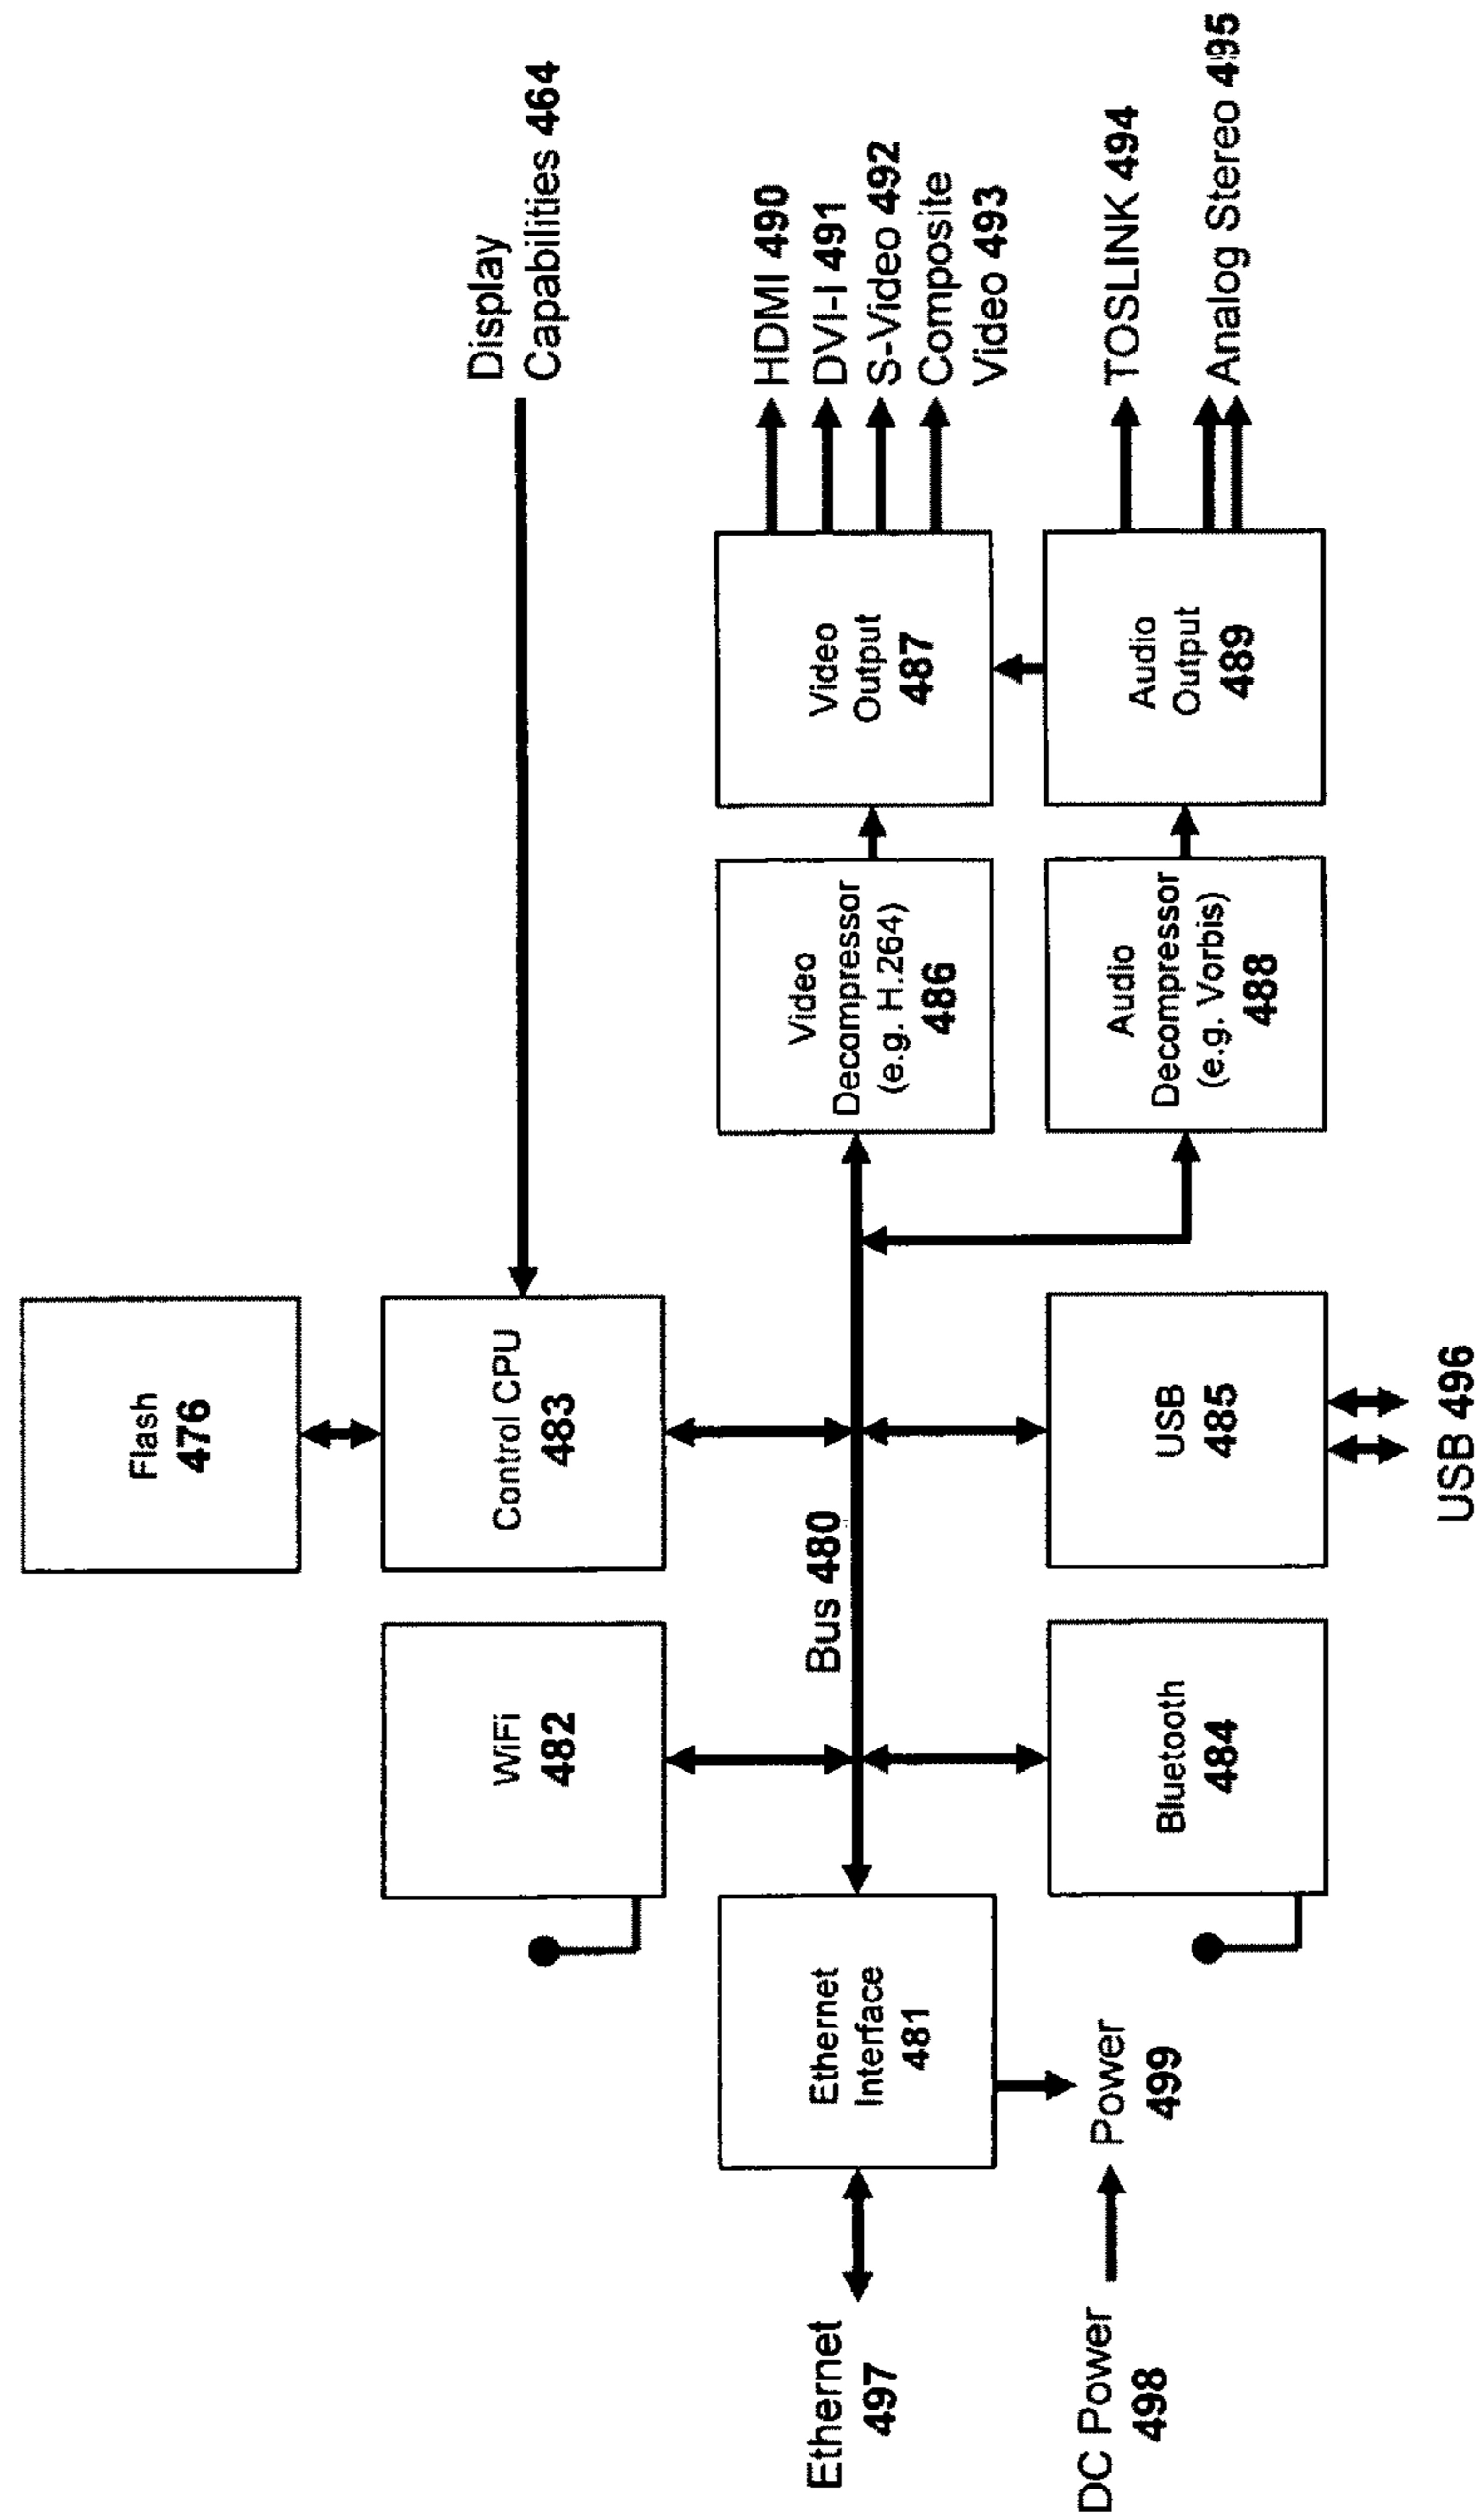 Flash
476
Display
Capabilities 464
WiFi
482
Control CPU
483
Bus 480
Ethernet
497
Ethernet
Interface
481
Video
Decompressor
(e.g. H.264)
486
Video
Output
487
HDMI 490
DVI-I 491
S-Video 492
Composite
Video 493
DC Power
498
Power
499
Bluetooth
484
USB
485
USB 496
Audio
Decompressor
(e.g. Vorbis)
488
Audio
Output
489
TOSLINK 494
Analog Stereo 495